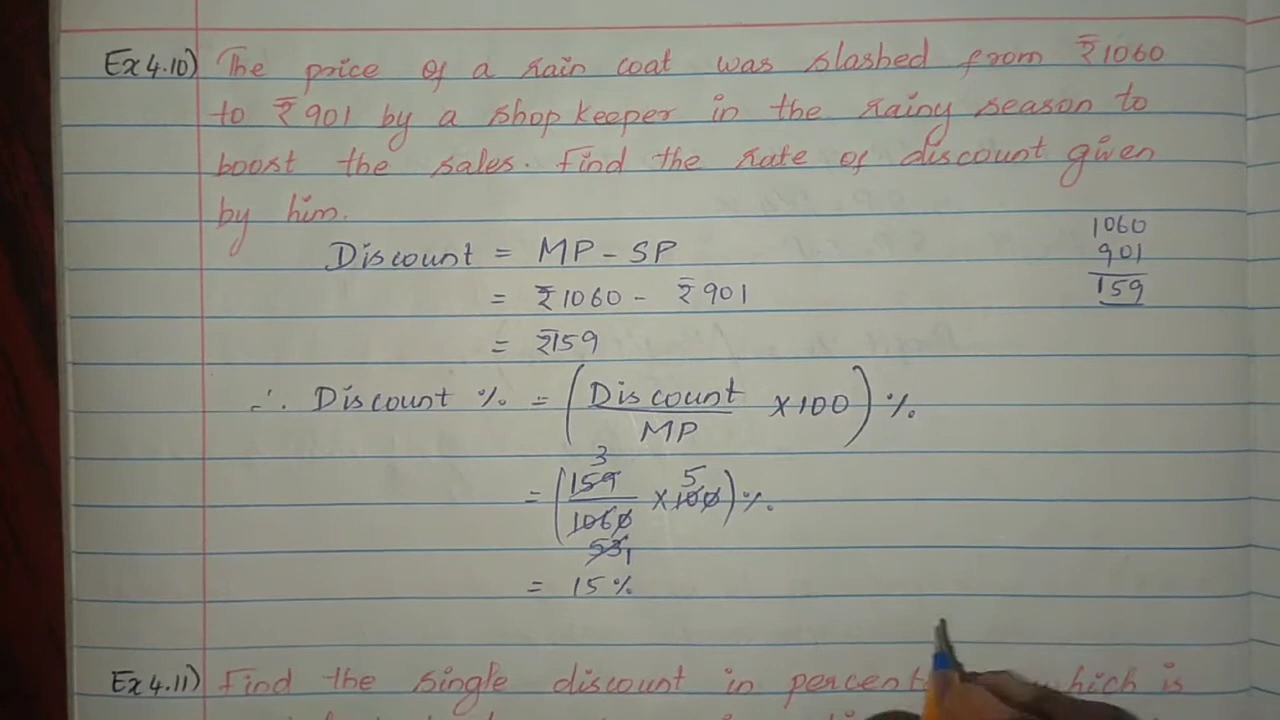 Ex 4.10) The price of a rain coat was slashed from ₹1060
to ₹901 by a shop keeper in the rainy season to
boost the sales. Find the rate of discount given
by him.
Discount = MP - SP
= ₹1060 - ₹901
= ₹159
1060
901
159
∴ Discount % = (Discount/MP × 100) %
3 5
= (159/1060 × 100) %
53 1
= 15 %
Ex 4.11) Find the single discount in percent which is